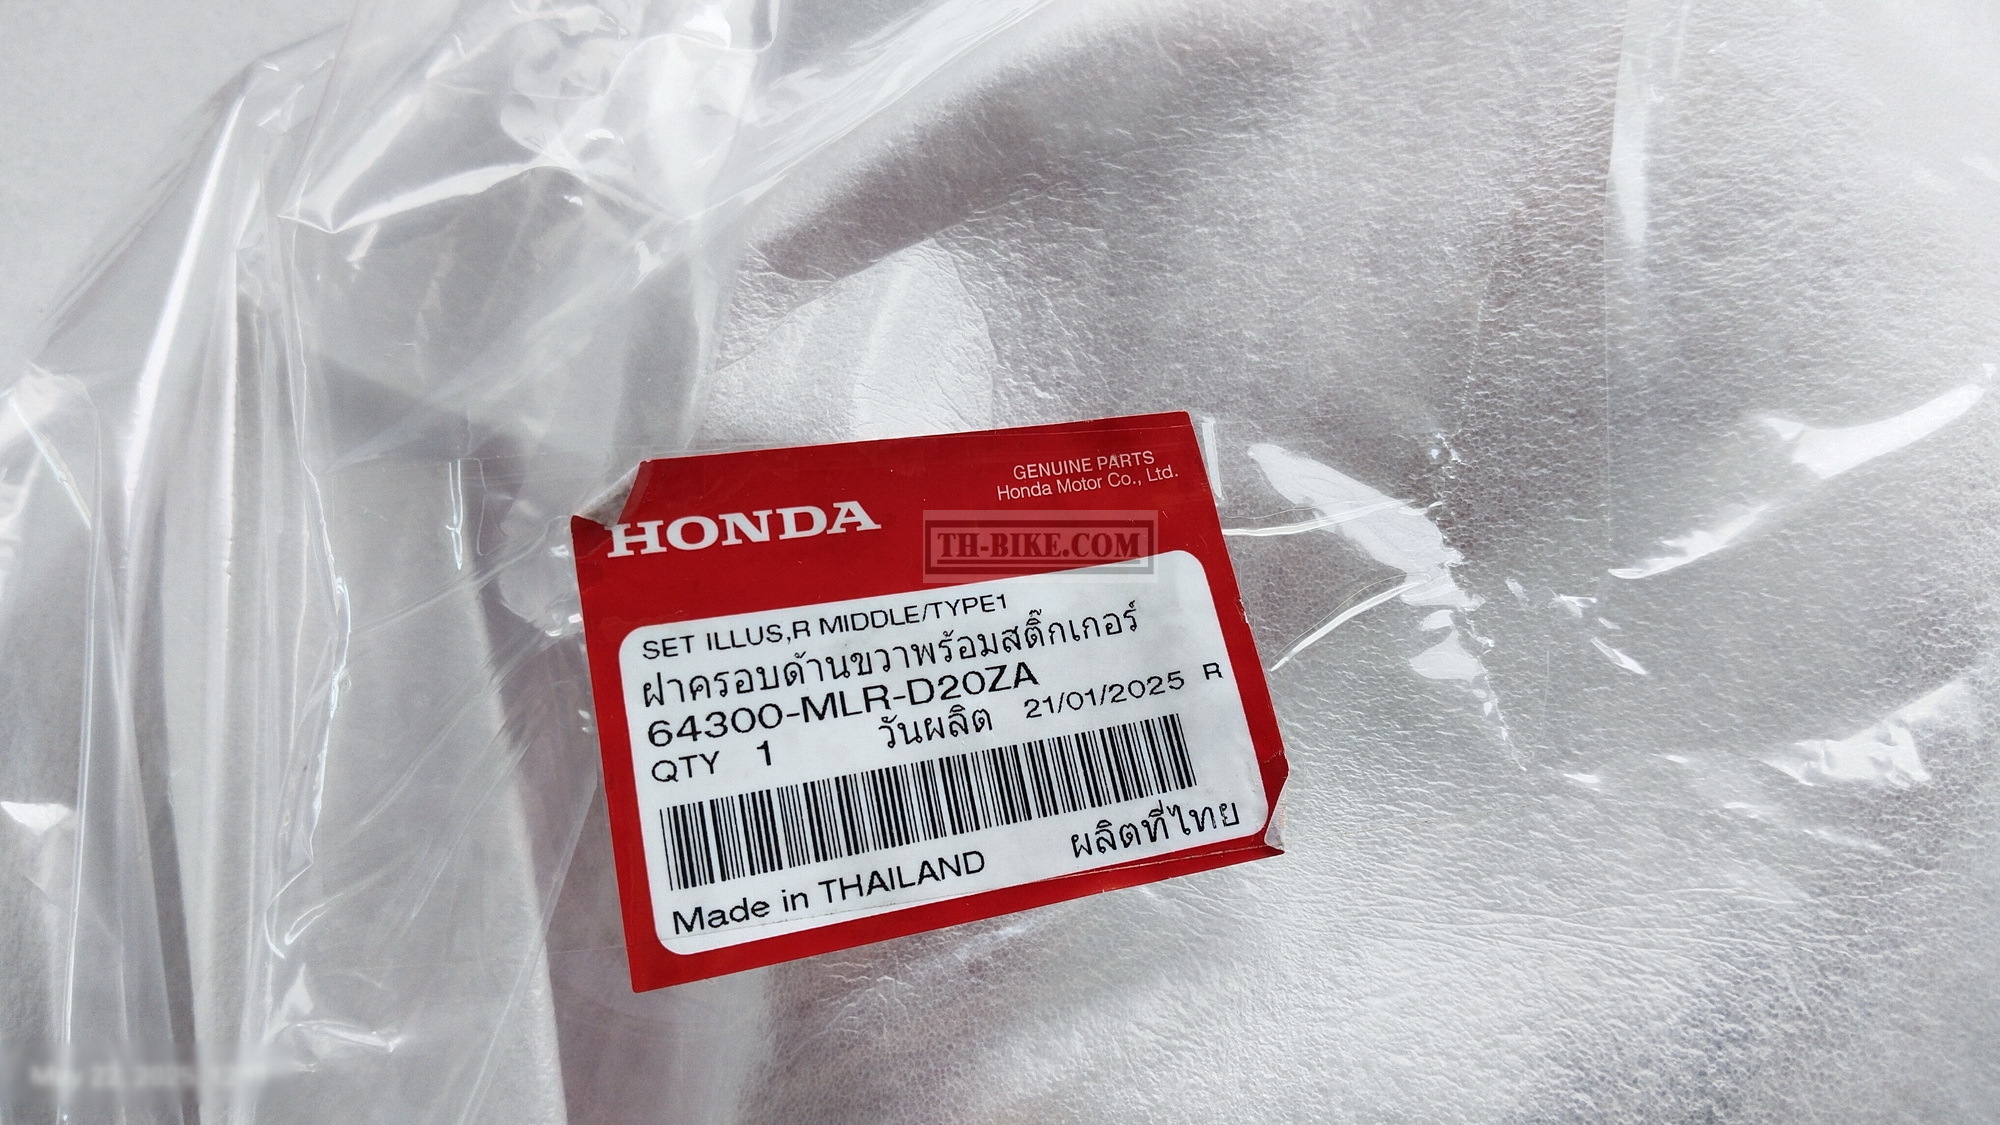 GENUINE PARTS
Honda Motor Co., Ltd.
HONDA
TH-BIKE.COM
SET ILLUS,R MIDDLE/TYPE1
ฝาครอบด้านขวาพร้อมสติ๊กเกอร์
64300-MLR-D20ZA
QTY 1 วันผลิต 21/01/2025 R
Made in THAILAND ผลิตที่ไทย